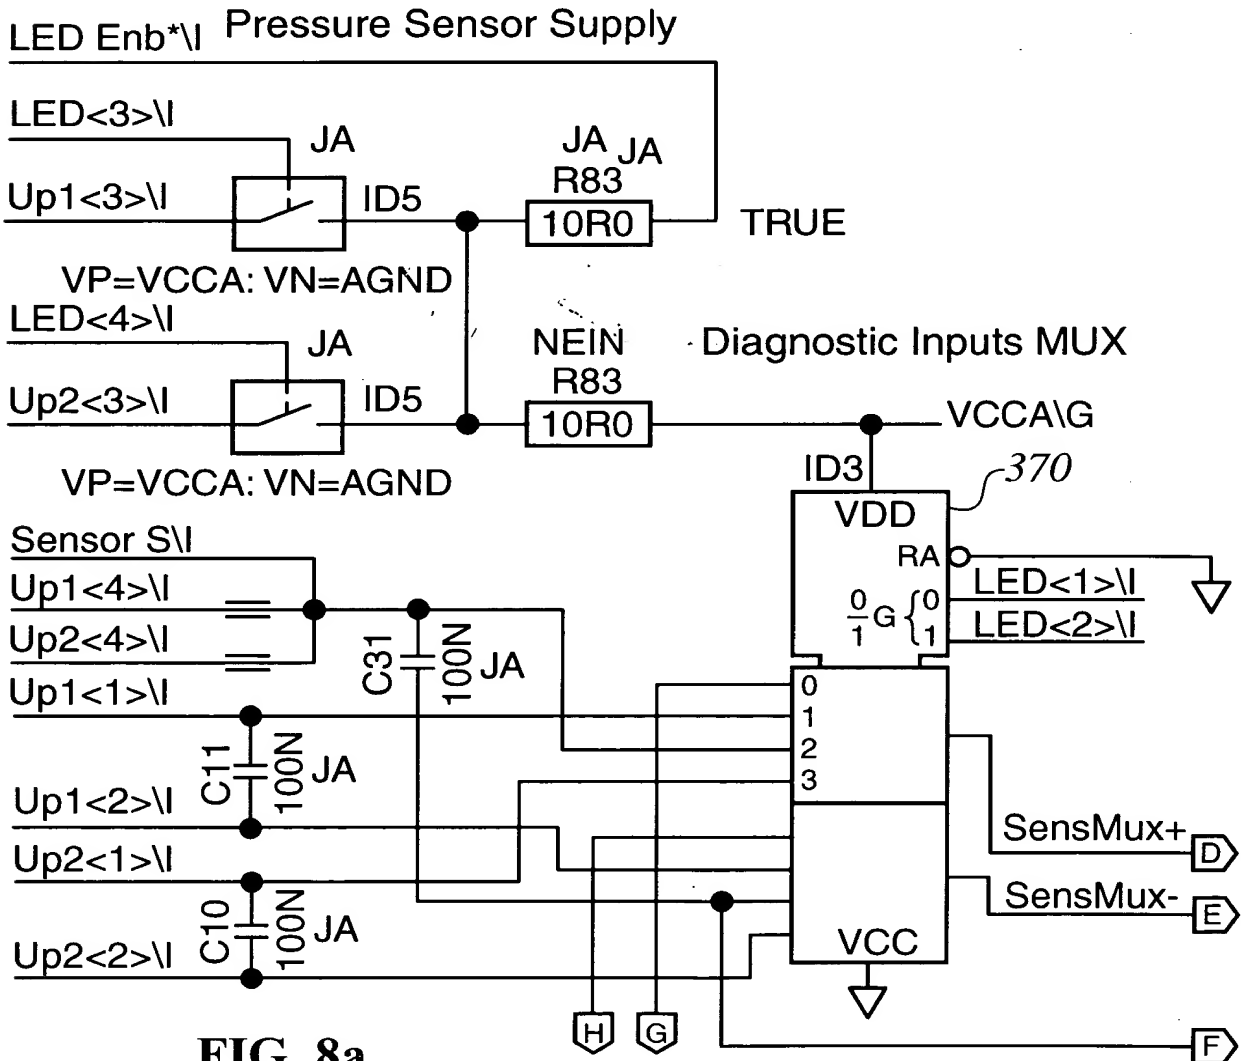 Pressure Sensor Supply
LED Enb*\I
LED<3>\I
JA
JA JA
R83
Up1<3>\I
ID5
10R0
TRUE
VP=VCCA: VN=AGND
LED<4>\I
JA
NEIN
Diagnostic Inputs MUX
R83
Up2<3>\I
ID5
10R0
VCCA\G
ID3
370
VP=VCCA: VN=AGND
VDD
Sensor S\I
RA
Up1<4>\I
LED<1>\I
0
1
G
{
0
1
LED<2>\I
Up2<4>\I
C31
100N
JA
Up1<1>\I
0
1
2
3
C11
100N
JA
Up1<2>\I
SensMux+
D
Up2<1>\I
SensMux-
E
C10
100N
JA
VCC
Up2<2>\I
H
G
F
FIG. 8a